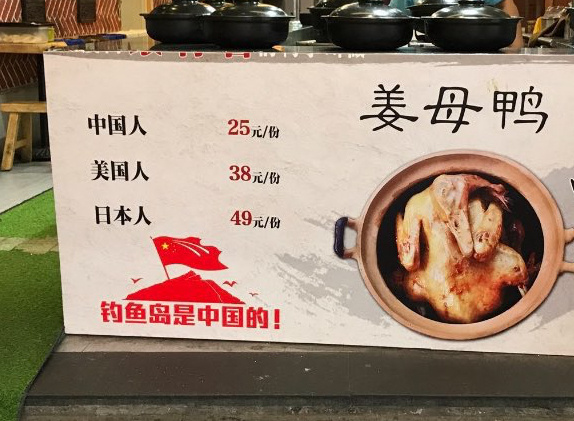 姜母鸭
中国人 25元/份
美国人 38元/份
日本人 49元/份
钓鱼岛是中国的！